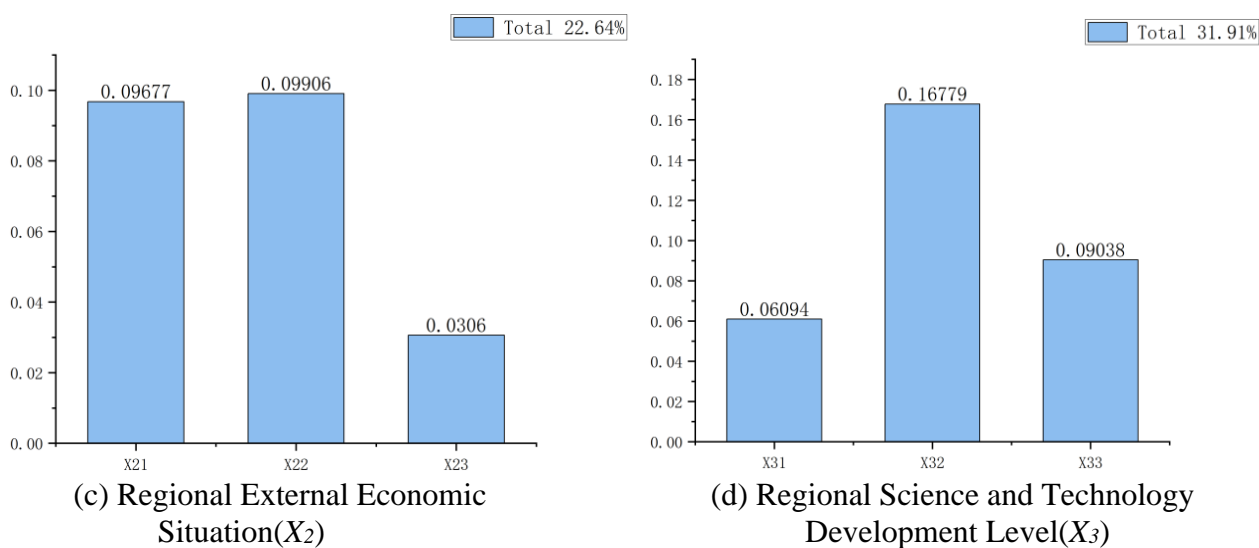 Total 22.64%
0.10
0.08
0.06
0.04
0.02
0.00
0.09677
0.09906
0.0306
X21
X22
X23
(c) Regional External Economic
Situation(X2)
Total 31.91%
0.18
0.16
0.14
0.12
0.10
0.08
0.06
0.04
0.02
0.00
0.06094
0.16779
0.09038
X31
X32
X33
(d) Regional Science and Technology
Development Level(X3)